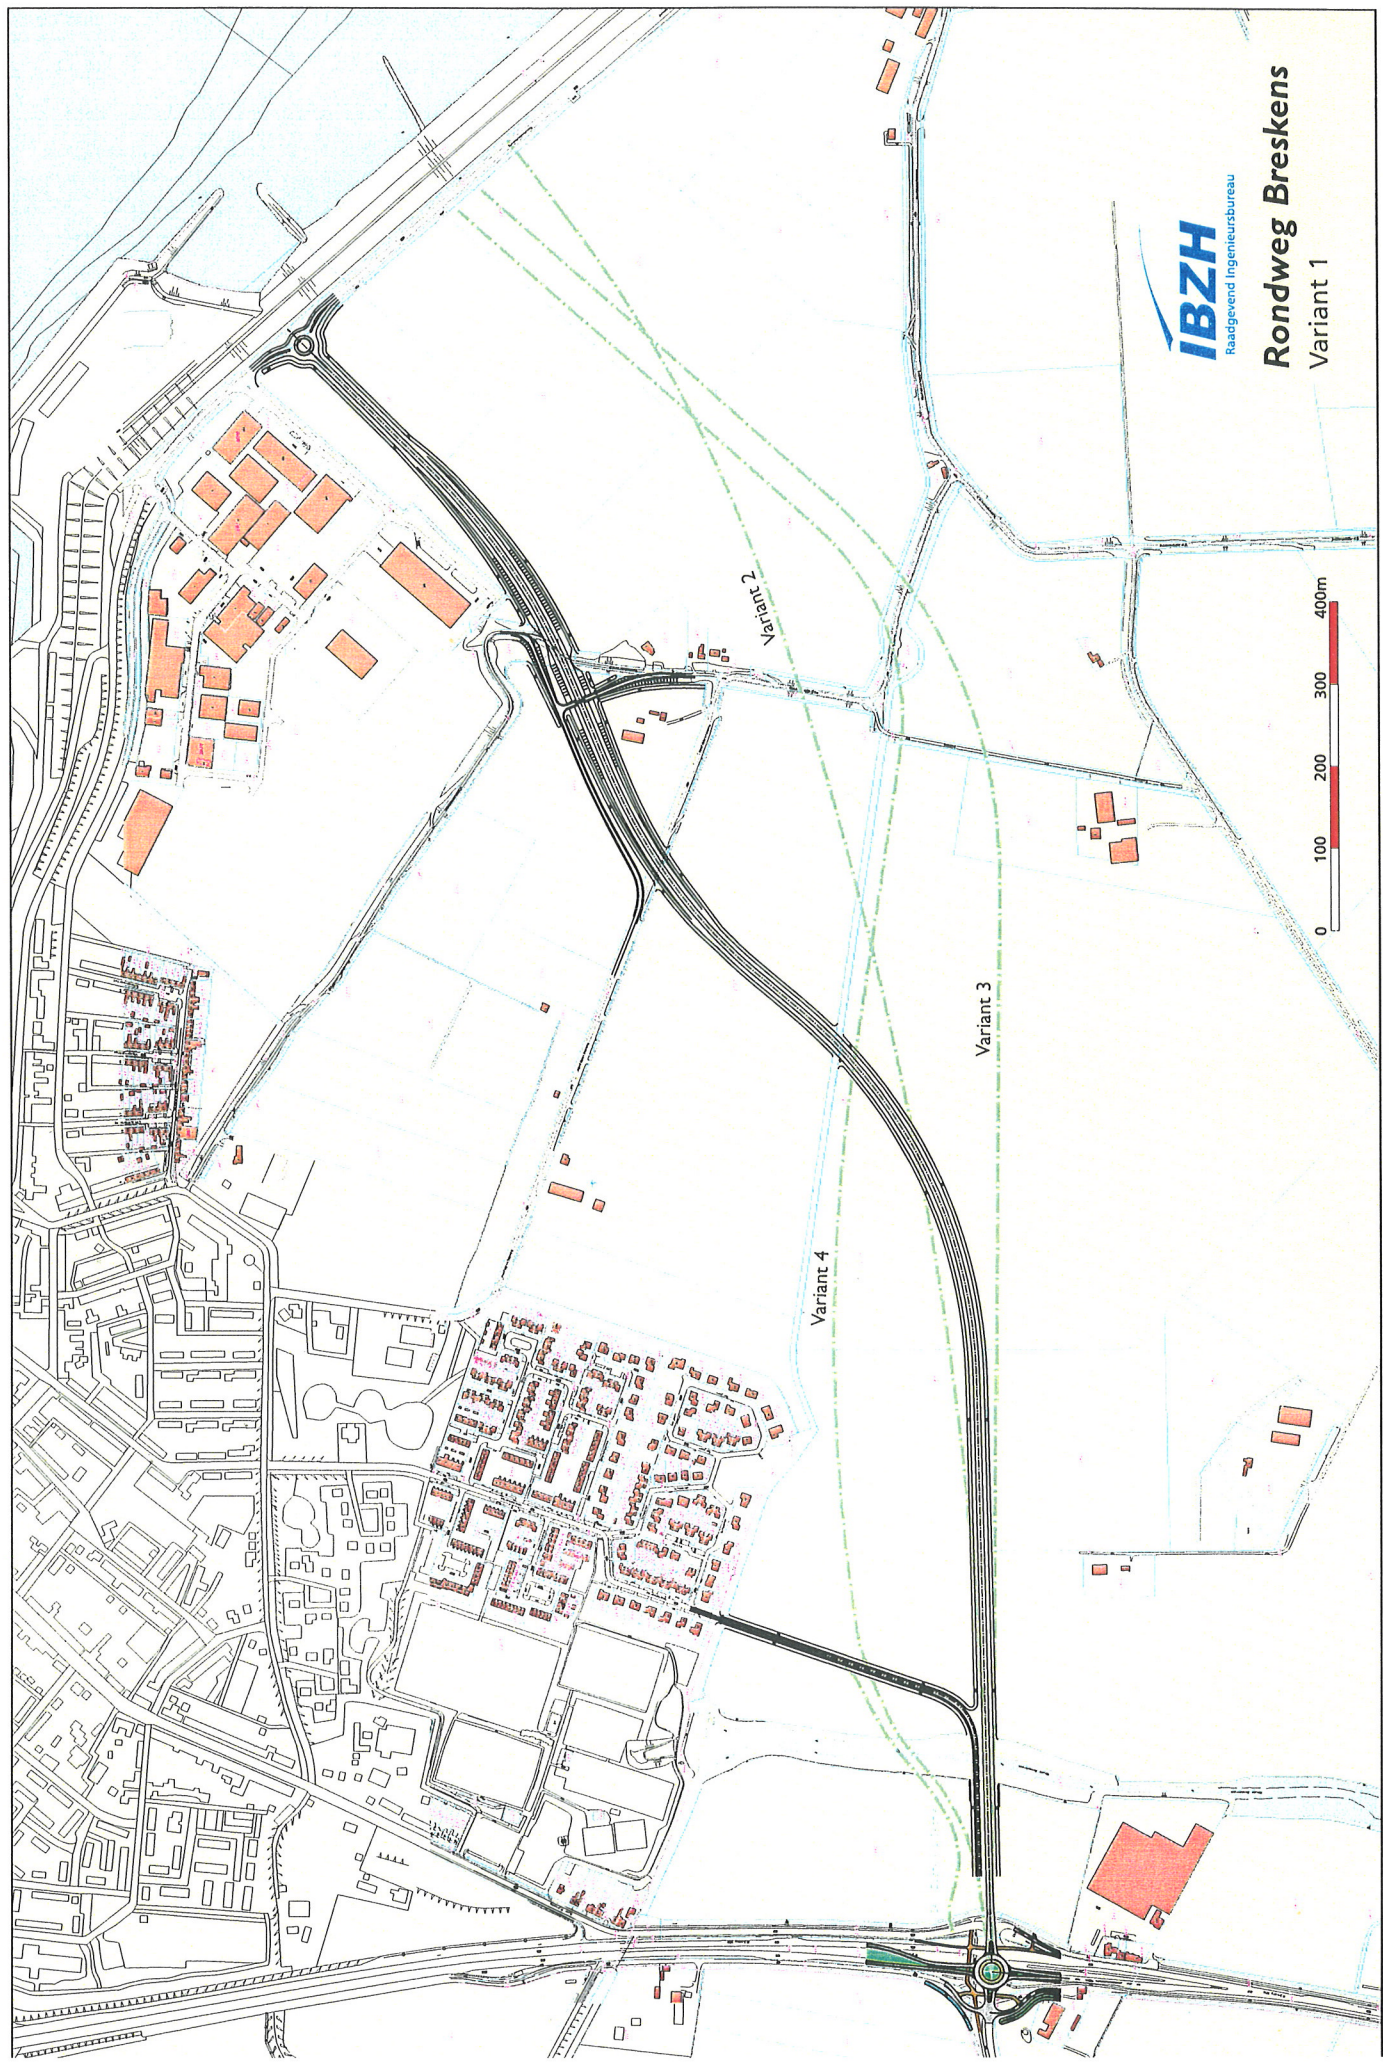 IBZH
Raadgevend Ingenieursbureau
Rondweg Breskens
Variant 1
Variant 2
Variant 3
Variant 4
0 100 200 300 400m